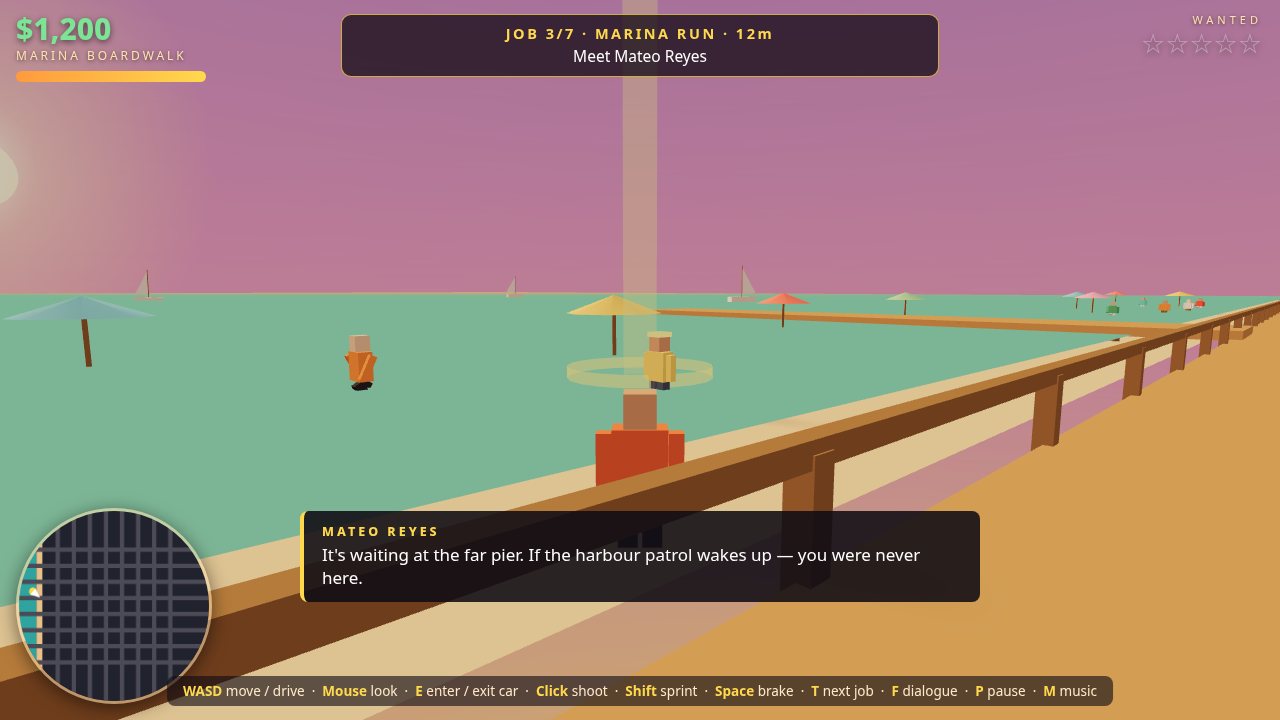 $1,200
MARINA BOARDWALK
JOB 3/7 · MARINA RUN · 12m
Meet Mateo Reyes
WANTED
☆☆☆☆☆
MATEO REYES
It's waiting at the far pier. If the harbour patrol wakes up — you were never
here.
WASD move / drive · Mouse look · E enter / exit car · Click shoot · Shift sprint · Space brake · T next job · F dialogue · P pause · M music